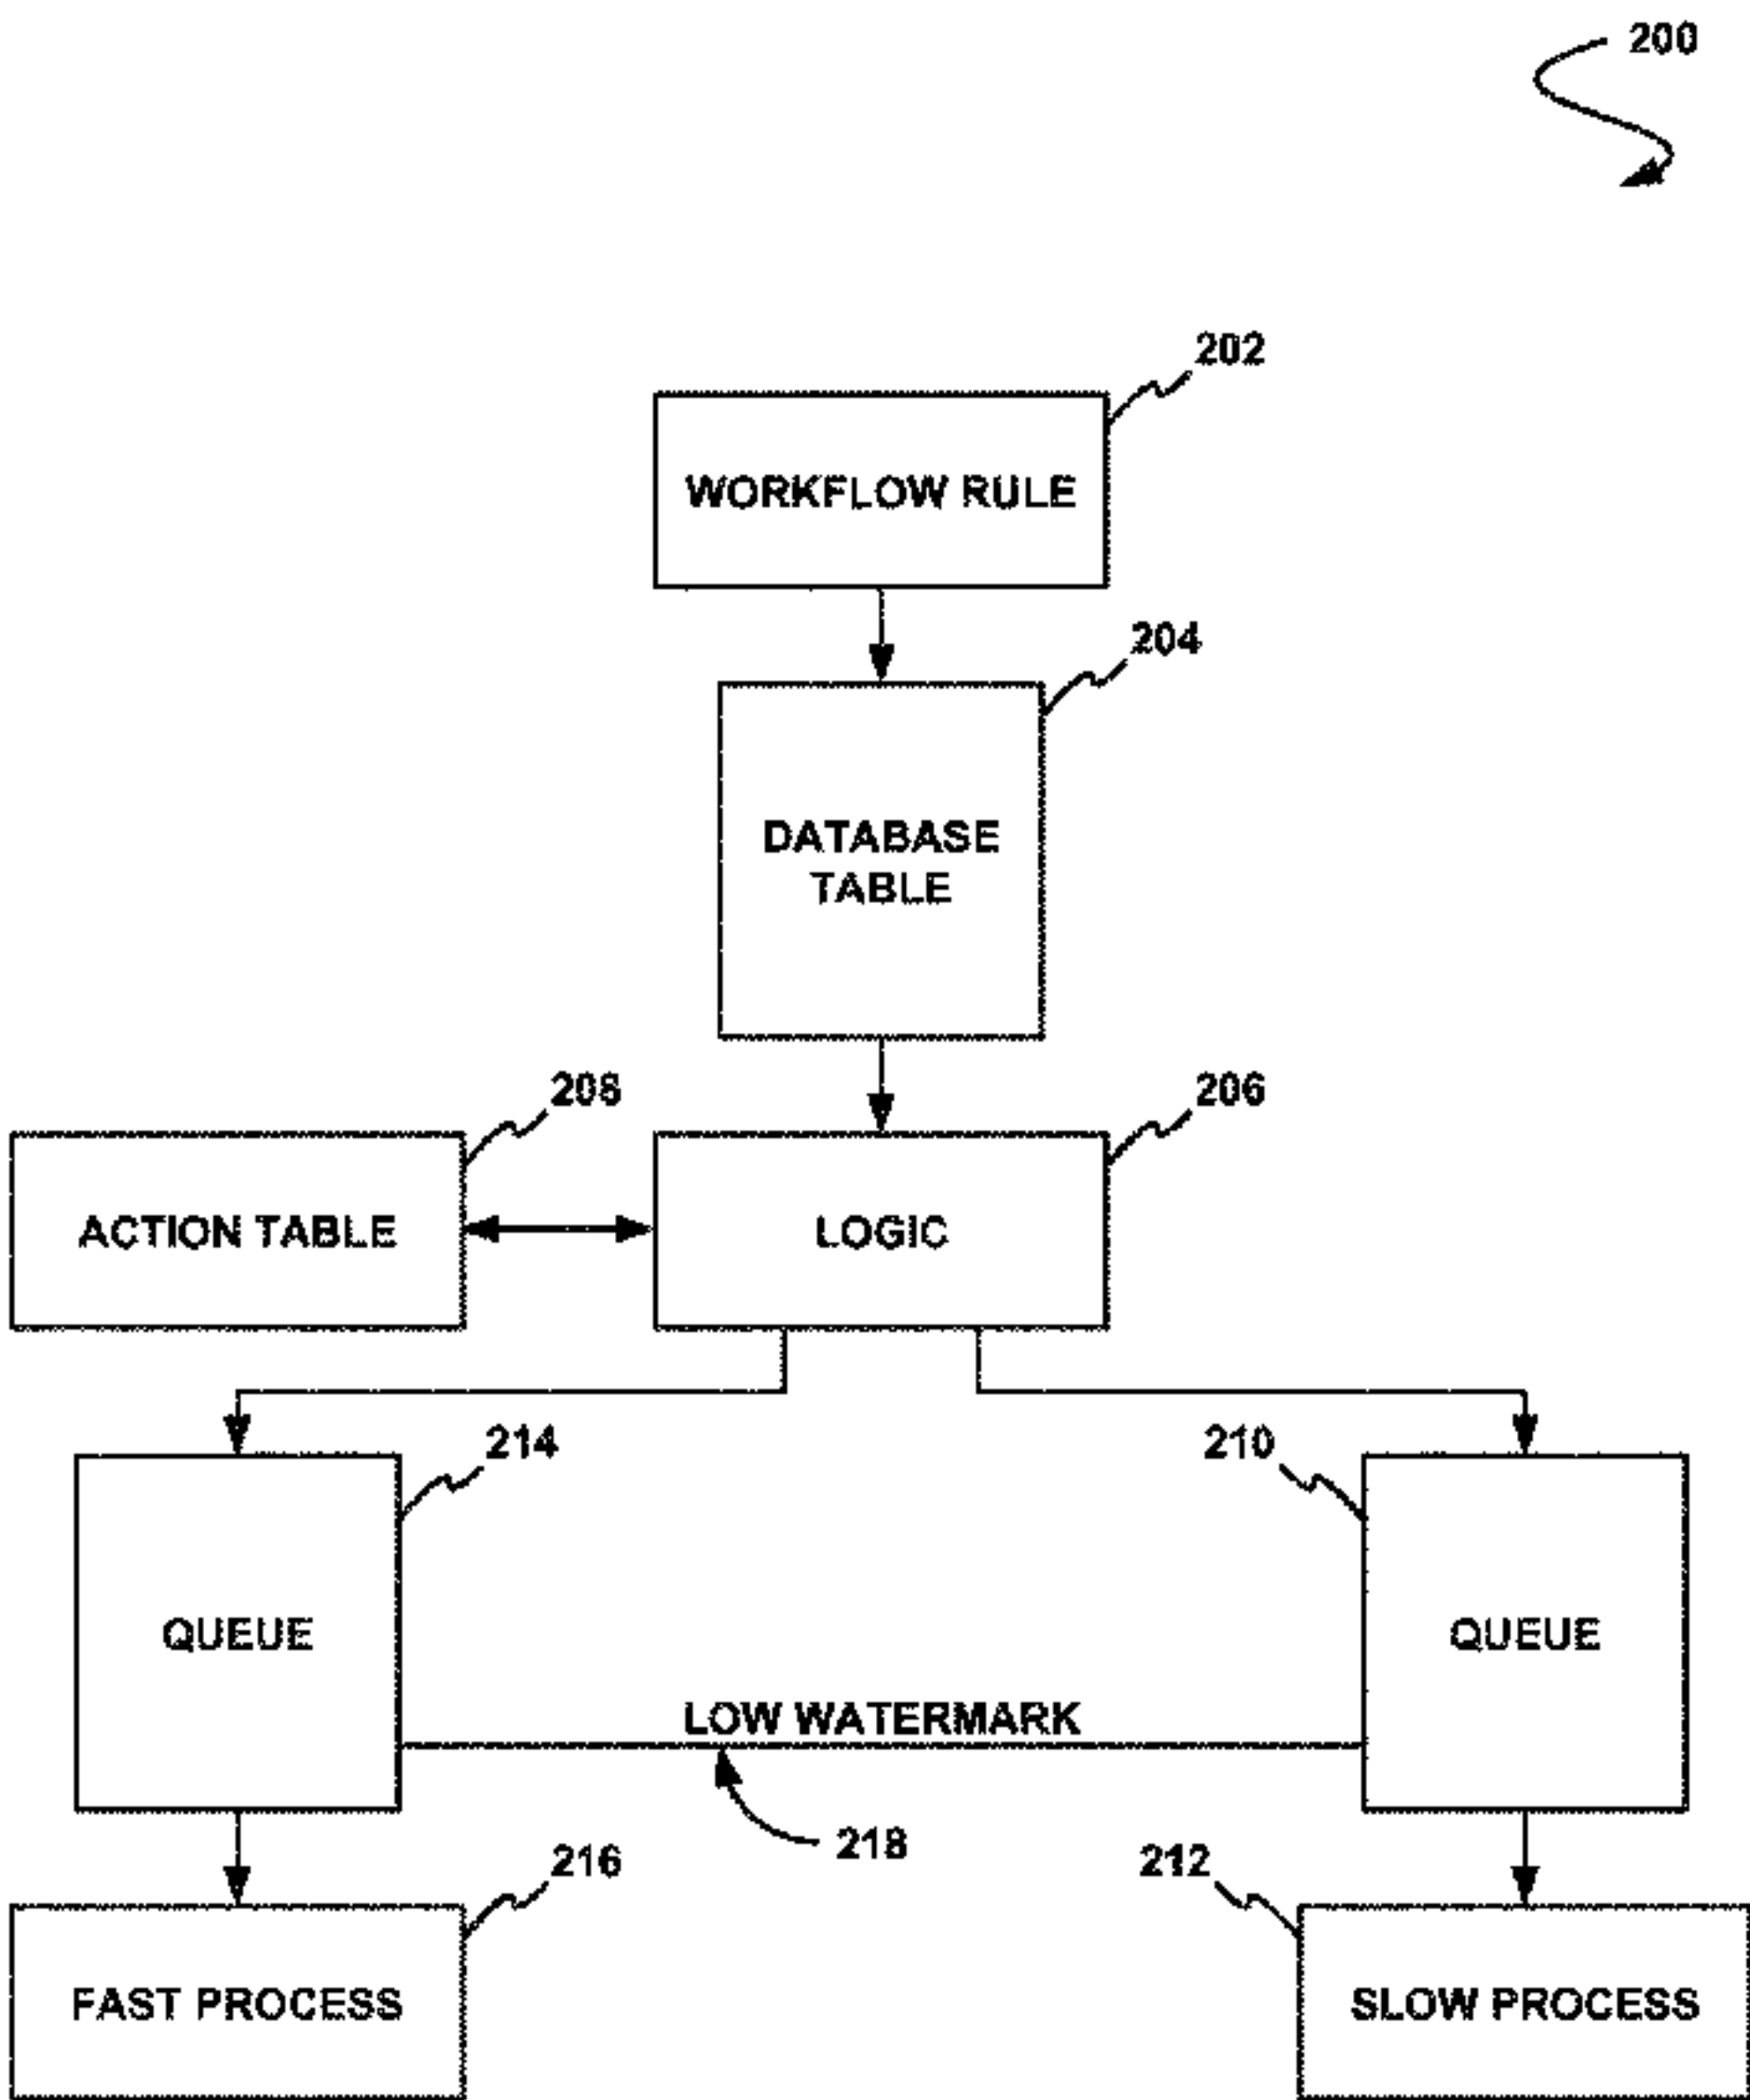 200
202
WORKFLOW RULE
204
DATABASE
TABLE
208
206
ACTION TABLE
LOGIC
214
210
QUEUE
QUEUE
LOW WATERMARK
218
216
212
FAST PROCESS
SLOW PROCESS